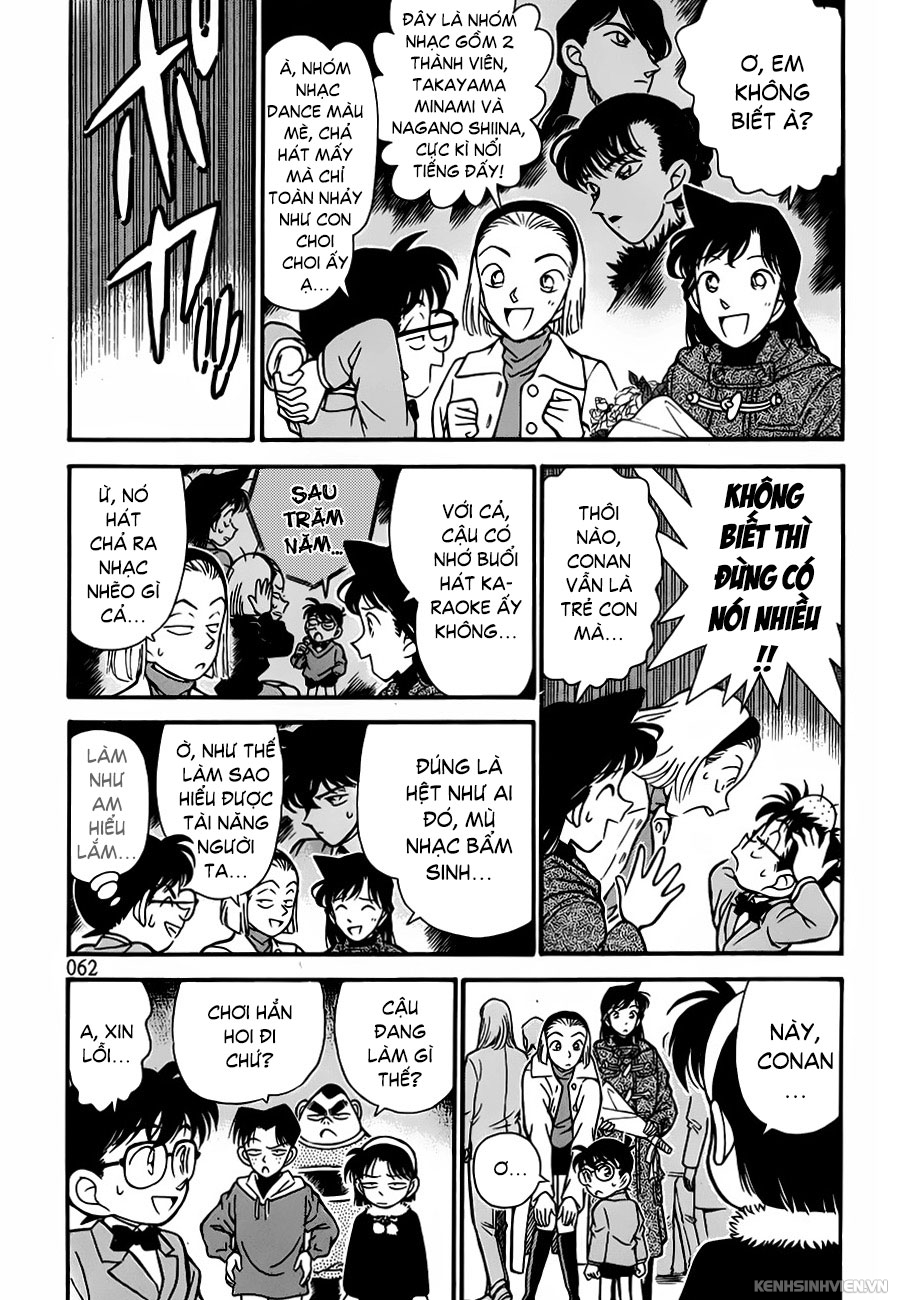 Ơ, EM
KHÔNG
BIẾT À?
ĐÂY LÀ NHÓM
NHẠC GỒM 2
THÀNH VIÊN,
TAKAYAMA
MINAMI VÀ
NAGANO SHIINA,
CỰC KÌ NỔI
TIẾNG ĐẤY!
À, NHÓM
NHẠC
DANCE MÀU
MÈ, CHẢ
HÁT MẤY
MÀ CHỈ
TOÀN NHẢY
NHƯ CON
CHOI CHOI ẤY
Ạ...
ポカッ!!
KHÔNG
BIẾT THÌ
ĐỪNG CÓ
NÓI NHIỀU
!!
THÔI
NÀO,
CONAN
VẪN LÀ
TRẺ CON
MÀ...
VỚI CẢ,
CẬU CÓ
NHỚ BUỔI
HÁT KA-
RAOKE ẤY
KHÔNG...
SAU
TRĂM
NĂM...
Ừ, NÓ
HÁT
CHẢ RA
NHẠC
NHẼO GÌ
CẢ...
ĐÚNG LÀ
HỆT NHƯ AI
ĐÓ, MÙ
NHẠC BẨM
SINH...
Ờ, NHƯ THẾ
LÀM SAO
HIỂU ĐƯỢC
TÀI NĂNG
NGƯỜI
TA...
LÀM
NHƯ
AM
HIỂU
LẮM...
062
NÀY,
CONAN
...
Ơ...
CẬU
ĐANG
LÀM GÌ
THẾ?
CHƠI HẲN
HOI ĐI
CHỨ?
A, XIN
LỖI...
KENHSINHVIEN.VN